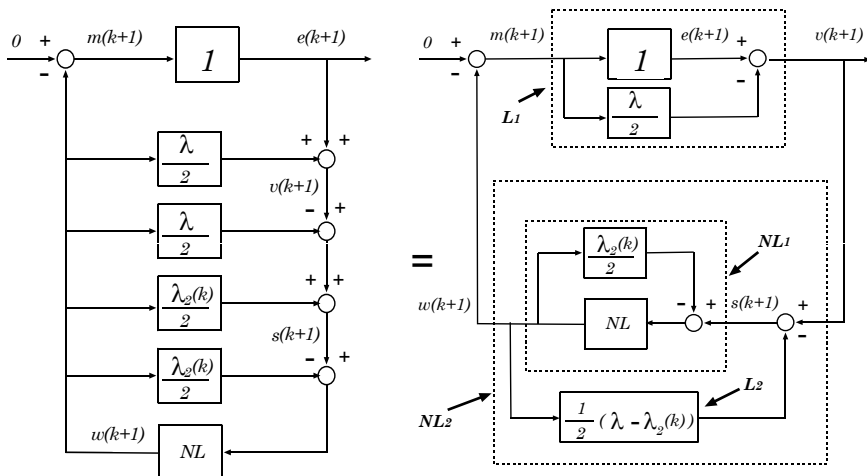 0 + m(k+1) 1 e(k+1)
-
λ/2 + +
v(k+1)
λ/2 - +
λ₂(k)/2 + +
s(k+1)
λ₂(k)/2 - +
w(k+1) NL
=
0 + m(k+1) 1 e(k+1) + v(k+1)
-
L1 λ/2 -
λ₂(k)/2 NL1
w(k+1) NL - + s(k+1) + -
L2
NL2 1/2 ( λ - λ₂(k))